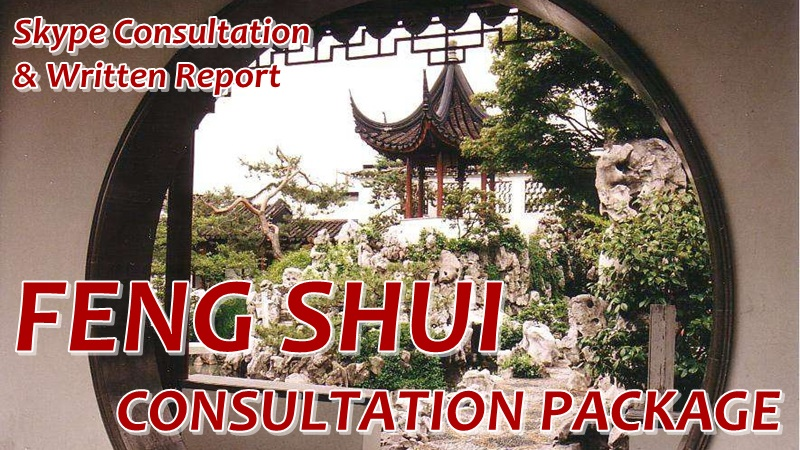 Skype Consultation
& Written Report
FENG SHUI
CONSULTATION PACKAGE